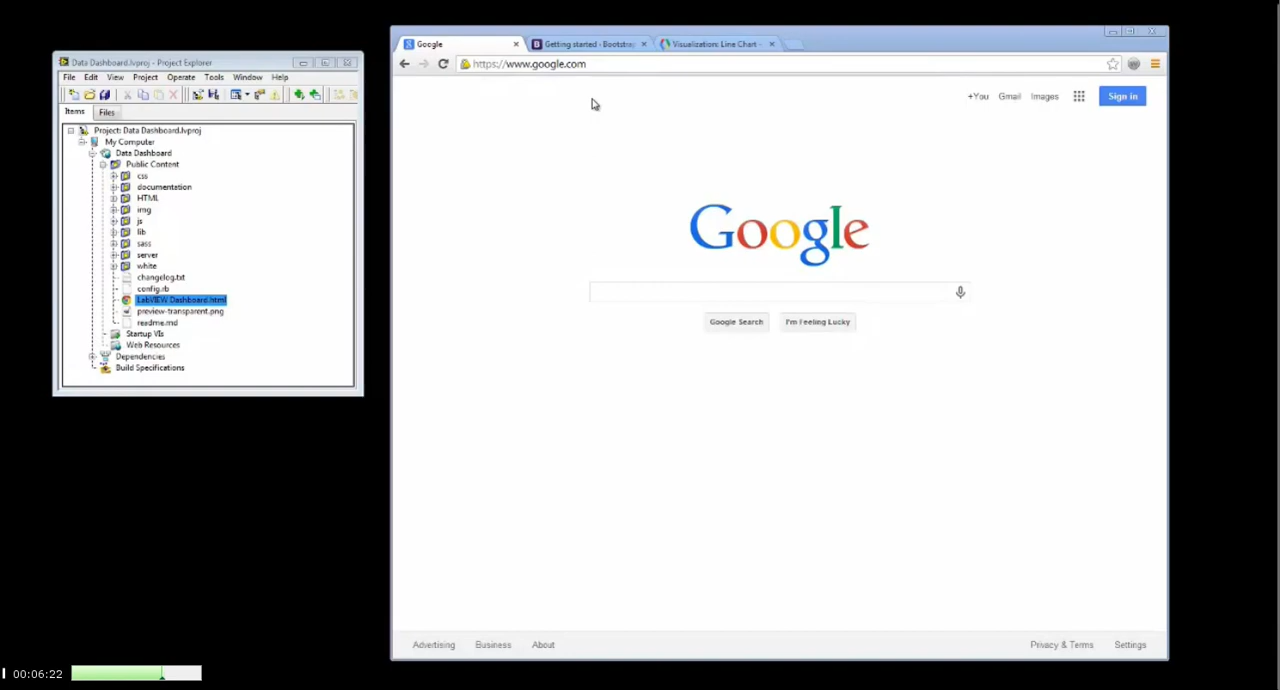 Data Dashboard.lvproj - Project Explorer
File Edit View Project Operate Tools Window Help
Items Files
Project: Data Dashboard.lvproj
My Computer
Data Dashboard
Public Content
css
documentation
HTML
img
js
lib
sass
server
white
changelog.txt
config.rb
LabVIEW Dashboard.html
preview-transparent.png
readme.md
Startup VIs
Web Resources
Dependencies
Build Specifications
Google
Getting started · Bootstrap
Visualization: Line Chart —
https://www.google.com
+You Gmail Images Sign in
Google
Google Search I'm Feeling Lucky
Advertising Business About Privacy & Terms Settings
00:06:22